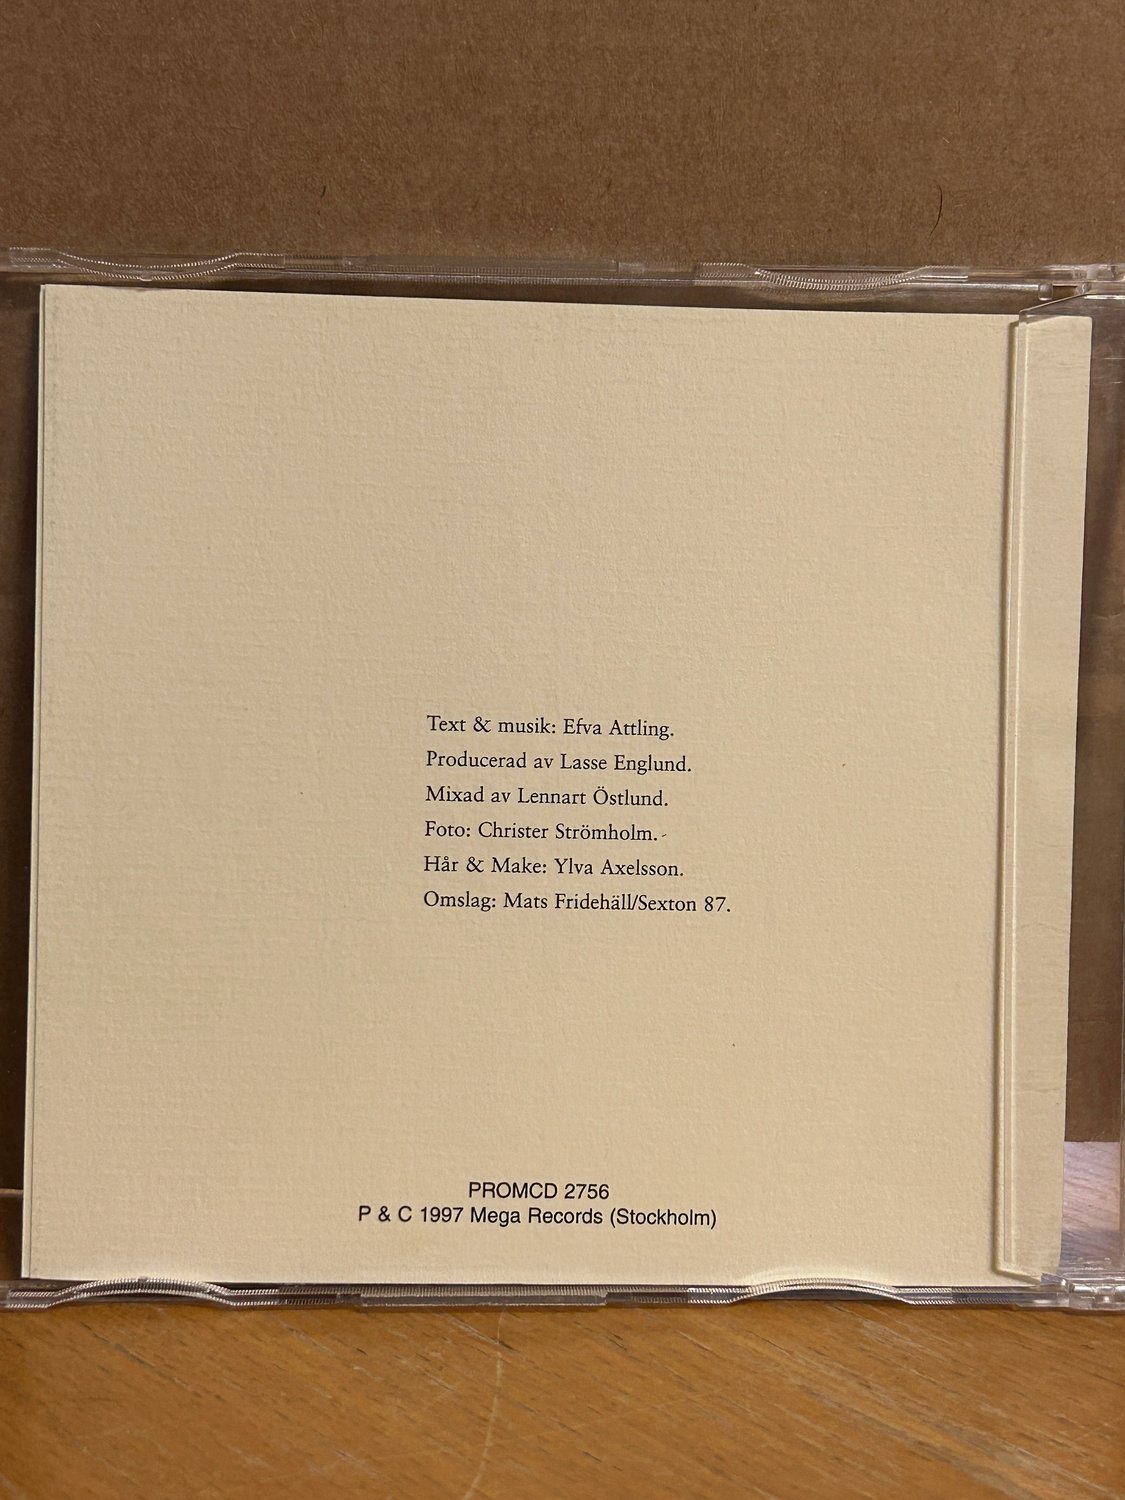 Text & musik: Efva Attling.
Producerad av Lasse Englund.
Mixad av Lennart Östlund.
Foto: Christer Strömholm.
Hår & Make: Ylva Axelsson.
Omslag: Mats Fridehäll/Sexton 87.
PROMCD 2756
P & C 1997 Mega Records (Stockholm)